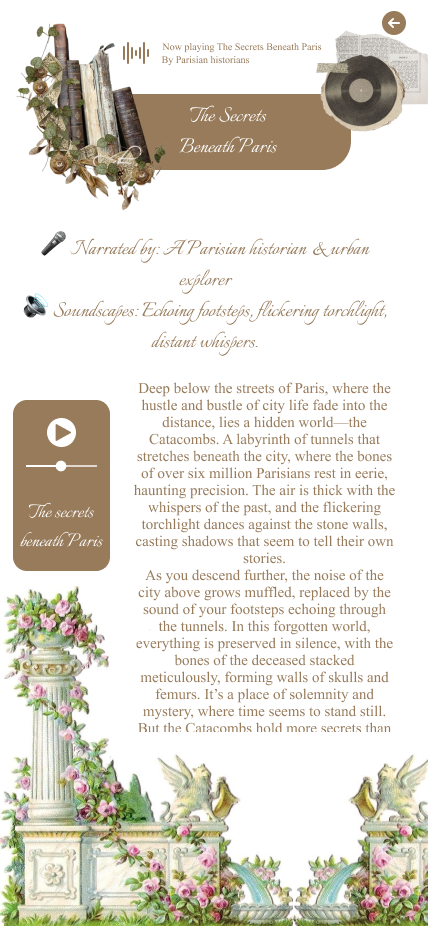 Now playing The Secrets Beneath Paris
By Parisian historians
The Secrets
Beneath Paris
Narrated by: A Parisian historian & urban
explorer
Soundscapes: Echoing footsteps, flickering torchlight,
distant whispers.
Deep below the streets of Paris, where the
hustle and bustle of city life fade into the
distance, lies a hidden world—the
Catacombs. A labyrinth of tunnels that
stretches beneath the city, where the bones
of over six million Parisians rest in eerie,
haunting precision. The air is thick with the
whispers of the past, and the flickering
torchlight dances against the stone walls,
casting shadows that seem to tell their own
stories.
As you descend further, the noise of the
city above grows muffled, replaced by the
sound of your footsteps echoing through
the tunnels. In this forgotten world,
everything is preserved in silence, with the
bones of the deceased stacked
meticulously, forming walls of skulls and
femurs. It’s a place of solemnity and
mystery, where time seems to stand still.
But the Catacombs hold more secrets than
The secrets
beneath Paris